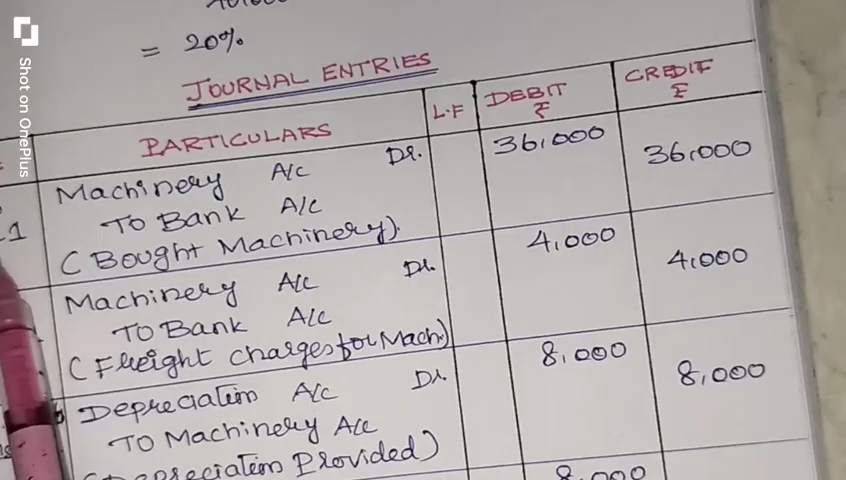 = 20%
JOURNAL ENTRIES
PARTICULARS L.F DEBIT ₹ CREDIT ₹
Machinery A/c Dr. 36,000
To Bank A/c 36,000
(Bought Machinery).
Machinery A/c Dr. 4,000
To Bank A/c 4,000
(Freight charges for Mach.)
Depreciation A/c Dr. 8,000
To Machinery A/c 8,000
Provided)
8,000
Shot on OnePlus